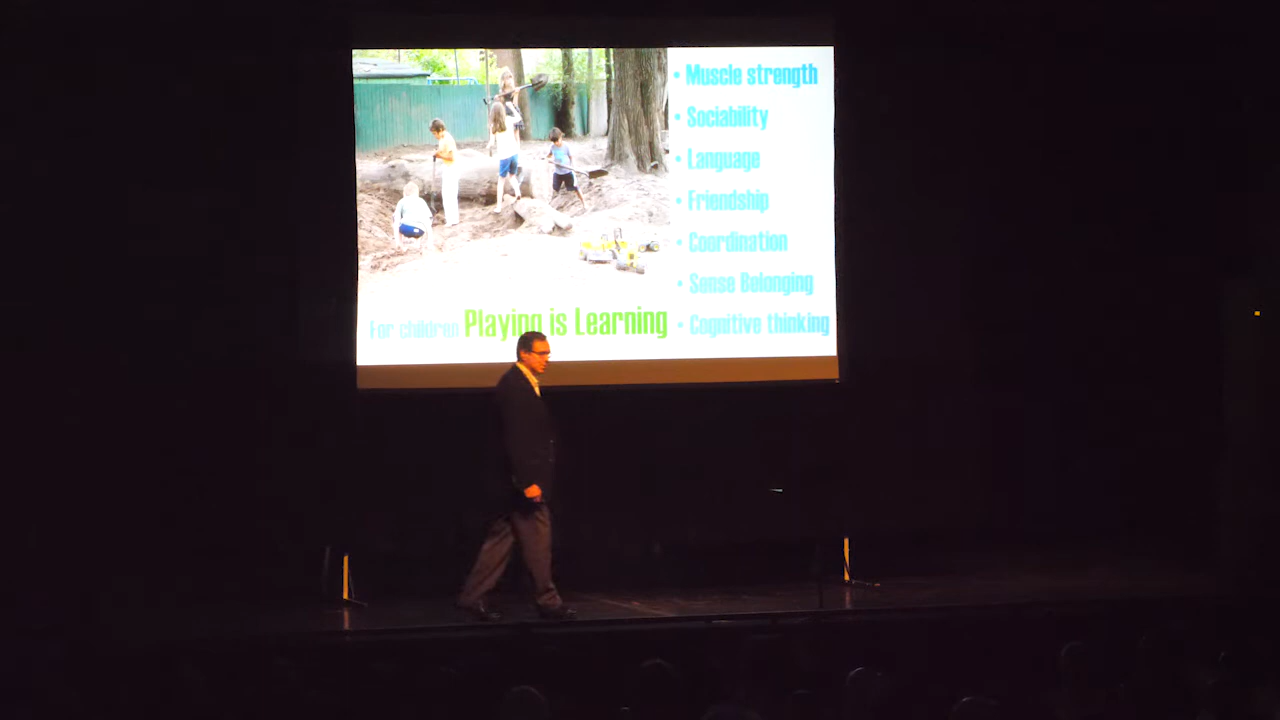 • Muscle strength
• Sociability
• Language
• Friendship
• Coordination
• Sense Belonging
• Cognitive thinking
For children Playing is Learning